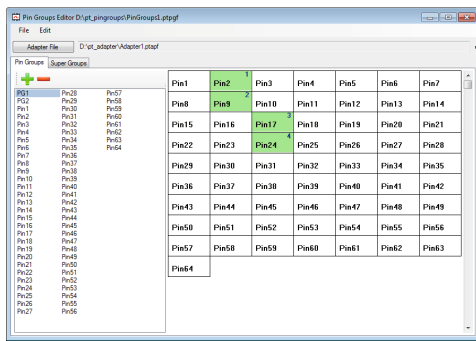 Pin Groups Editor D:\pt_pingroups\PinGroups1.ptpgf
File Edit
Adapter File D:\pt_adapter\Adapter1.ptapf
Pin Groups Super Groups
PG1 Pin28 Pin57
PG2 Pin29 Pin58
Pin1 Pin30 Pin59
Pin2 Pin31 Pin60
Pin3 Pin32 Pin61
Pin4 Pin33 Pin62
Pin5 Pin34 Pin63
Pin6 Pin35 Pin64
Pin7 Pin36
Pin8 Pin37
Pin9 Pin38
Pin10 Pin39
Pin11 Pin40
Pin12 Pin41
Pin13 Pin42
Pin14 Pin43
Pin15 Pin44
Pin16 Pin45
Pin17 Pin46
Pin18 Pin47
Pin19 Pin48
Pin20 Pin49
Pin21 Pin50
Pin22 Pin51
Pin23 Pin52
Pin24 Pin53
Pin25 Pin54
Pin26 Pin55
Pin27 Pin56
Pin1 Pin2 1 Pin3 Pin4 Pin5 Pin6 Pin7
Pin8 Pin9 2 Pin10 Pin11 Pin12 Pin13 Pin14
Pin15 Pin16 Pin17 3 Pin18 Pin19 Pin20 Pin21
Pin22 Pin23 Pin24 4 Pin25 Pin26 Pin27 Pin28
Pin29 Pin30 Pin31 Pin32 Pin33 Pin34 Pin35
Pin36 Pin37 Pin38 Pin39 Pin40 Pin41 Pin42
Pin43 Pin44 Pin45 Pin46 Pin47 Pin48 Pin49
Pin50 Pin51 Pin52 Pin53 Pin54 Pin55 Pin56
Pin57 Pin58 Pin59 Pin60 Pin61 Pin62 Pin63
Pin64